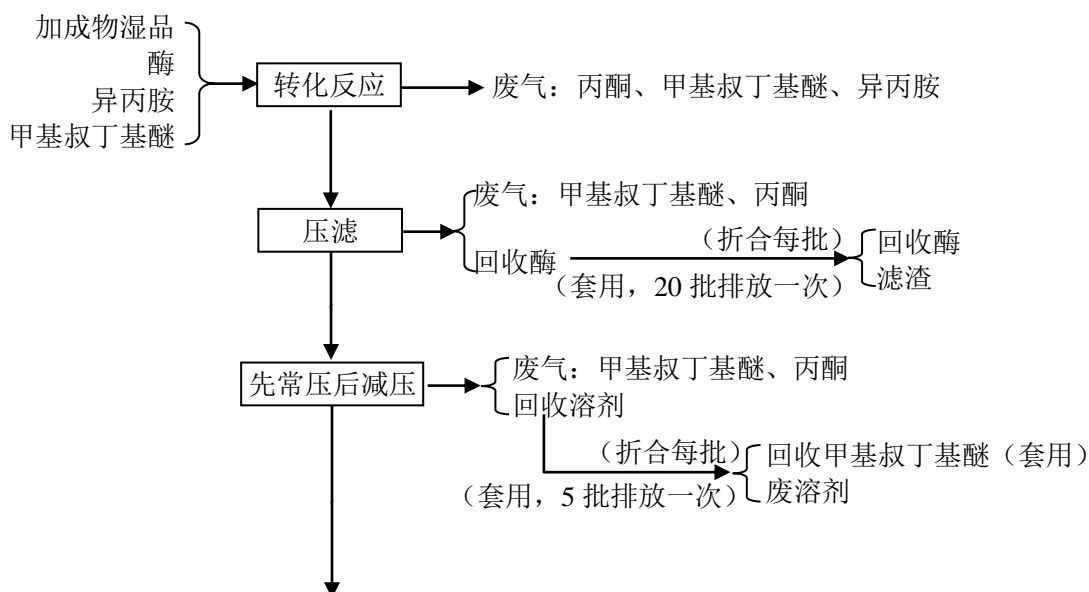 加成物湿品
酶
异丙胺
甲基叔丁基醚
转化反应
废气：丙酮、甲基叔丁基醚、异丙胺
压滤
废气：甲基叔丁基醚、丙酮
回收酶
（折合每批）
（套用，20 批排放一次）
回收酶
滤渣
先常压后减压
废气：甲基叔丁基醚、丙酮
回收溶剂
（折合每批）
（套用，5 批排放一次）
回收甲基叔丁基醚（套用）
废溶剂